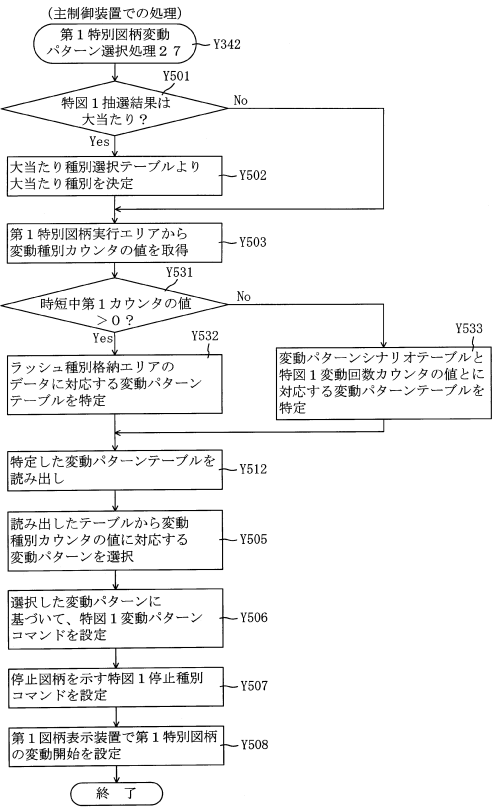 (主制御装置での処理)
第１特別図柄変動
パターン選択処理２７
Y342
Y501
特図１抽選結果は
大当たり？
No
Yes
大当たり種別選択テーブルより
大当たり種別を決定
Y502
第１特別図柄実行エリアから
変動種別カウンタの値を取得
Y503
Y531
時短中第１カウンタの値
＞０？
No
Yes
Y532
ラッシュ種別格納エリアの
データに対応する変動パターン
テーブルを特定
Y533
変動パターンシナリオテーブルと
特図１変動回数カウンタの値とに
対応する変動パターンテーブルを
特定
特定した変動パターンテーブルを
読み出し
Y512
読み出したテーブルから変動
種別カウンタの値に対応する
変動パターンを選択
Y505
選択した変動パターンに
基づいて、特図１変動パターン
コマンドを設定
Y506
停止図柄を示す特図１停止種別
コマンドを設定
Y507
第１図柄表示装置で第１特別図柄
の変動開始を設定
Y508
終　了